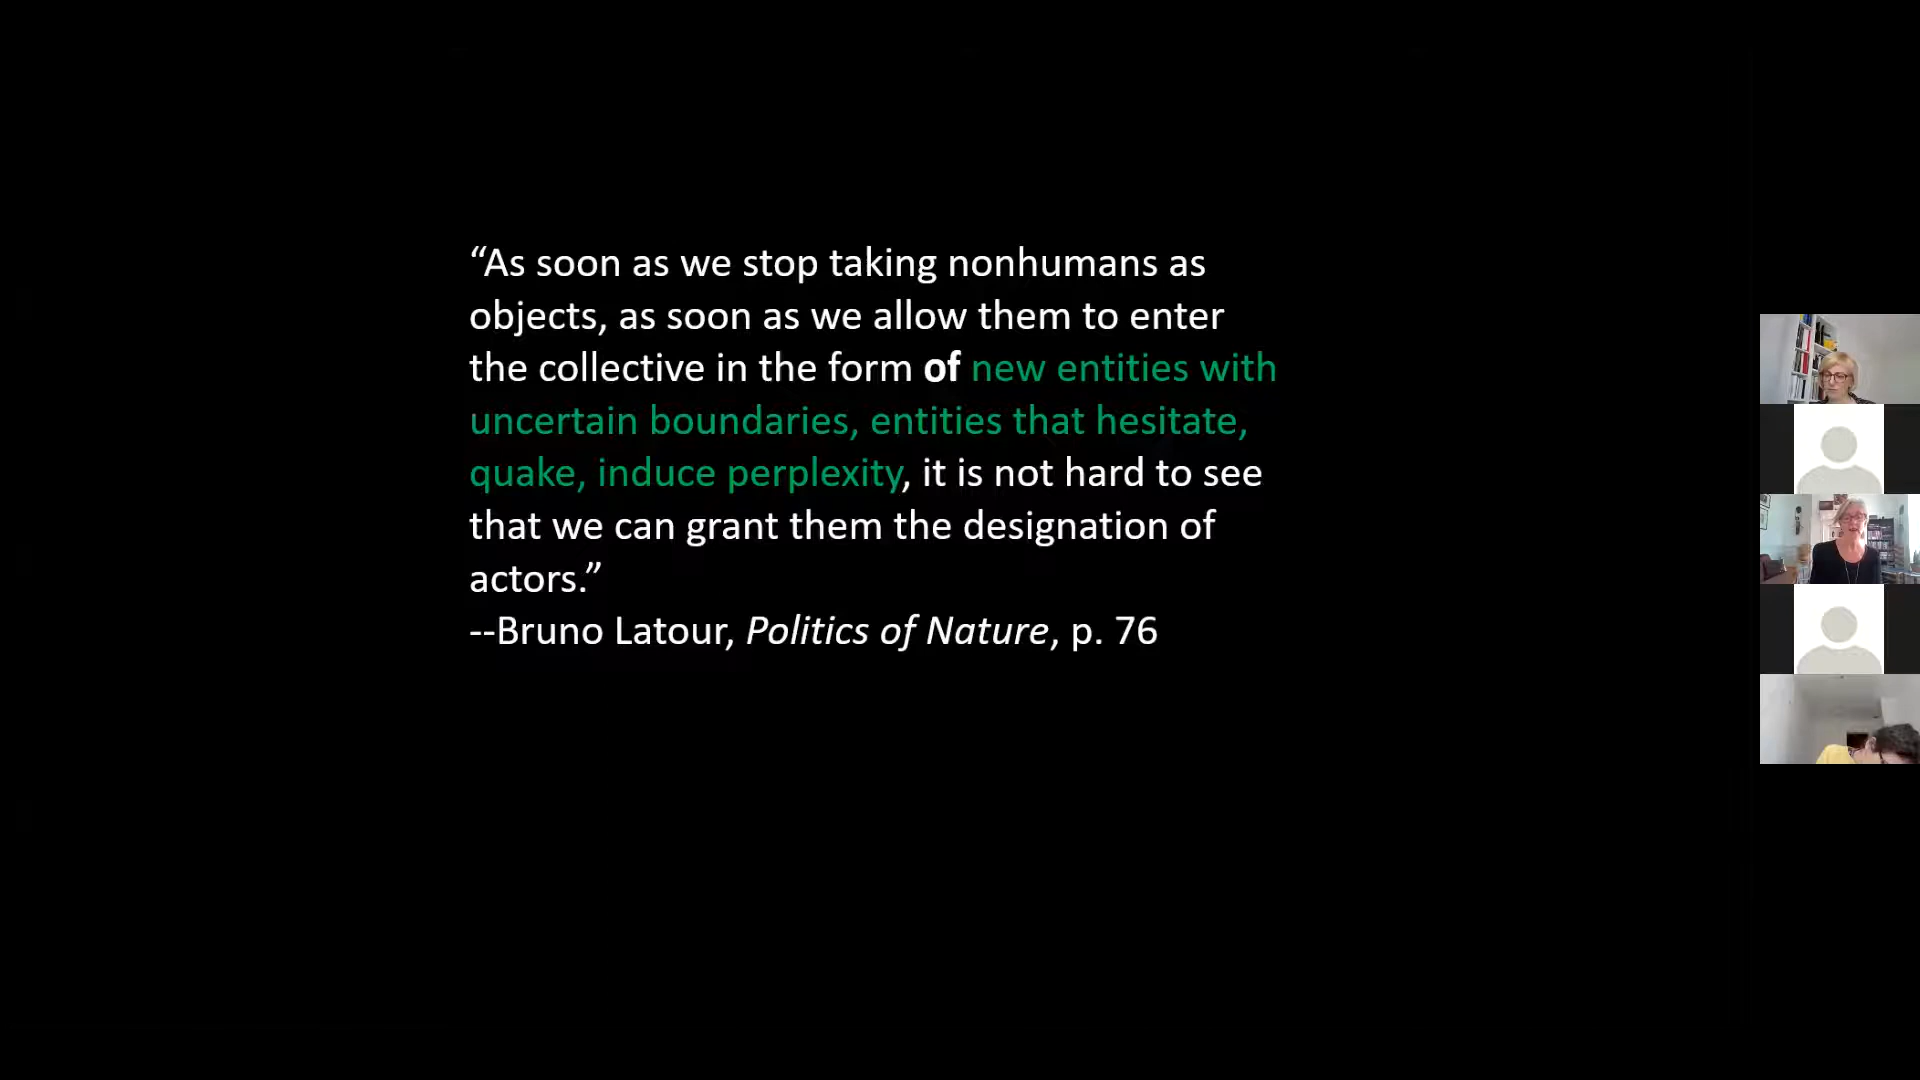 “As soon as we stop taking nonhumans as
objects, as soon as we allow them to enter
the collective in the form of new entities with
uncertain boundaries, entities that hesitate,
quake, induce perplexity, it is not hard to see
that we can grant them the designation of
actors.”
--Bruno Latour, Politics of Nature, p. 76